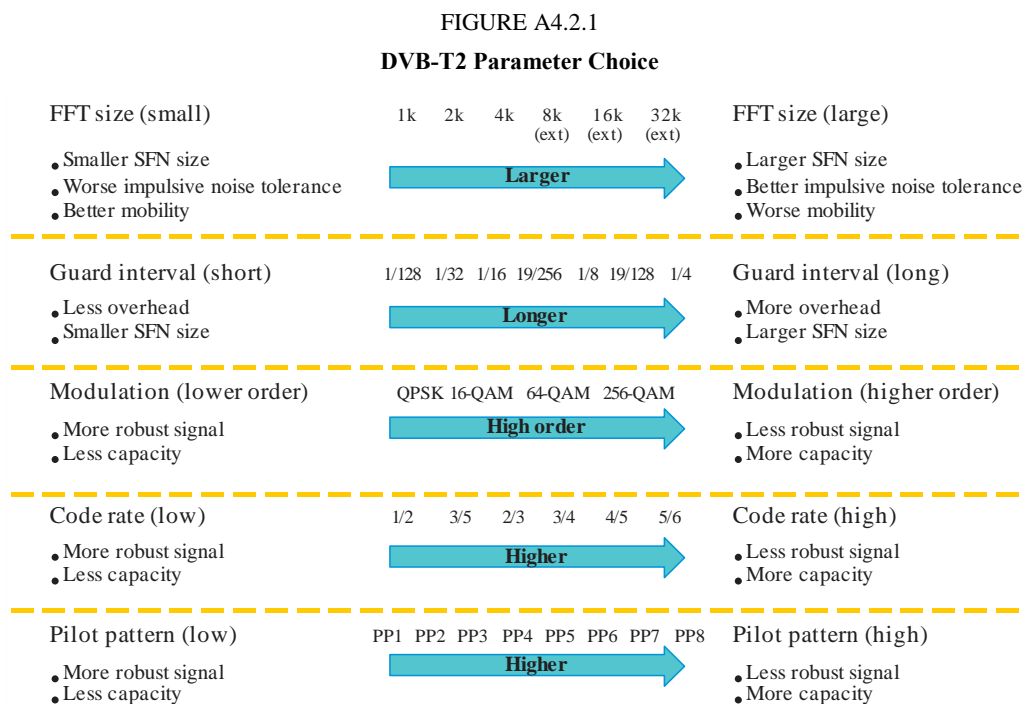 FIGURE A4.2.1
DVB-T2 Parameter Choice
FFT size (small)
1k 2k 4k 8k 16k 32k
(ext) (ext) (ext)
FFT size (large)
• Smaller SFN size
• Worse impulsive noise tolerance
• Better mobility
Larger
• Larger SFN size
• Better impulsive noise tolerance
• Worse mobility
Guard interval (short)
1/128 1/32 1/16 19/256 1/8 19/128 1/4
Guard interval (long)
• Less overhead
• Smaller SFN size
Longer
• More overhead
• Larger SFN size
Modulation (lower order)
QPSK 16-QAM 64-QAM 256-QAM
Modulation (higher order)
• More robust signal
• Less capacity
High order
• Less robust signal
• More capacity
Code rate (low)
1/2 3/5 2/3 3/4 4/5 5/6
Code rate (high)
• More robust signal
• Less capacity
Higher
• Less robust signal
• More capacity
Pilot pattern (low)
PP1 PP2 PP3 PP4 PP5 PP6 PP7 PP8
Pilot pattern (high)
• More robust signal
• Less capacity
Higher
• Less robust signal
• More capacity